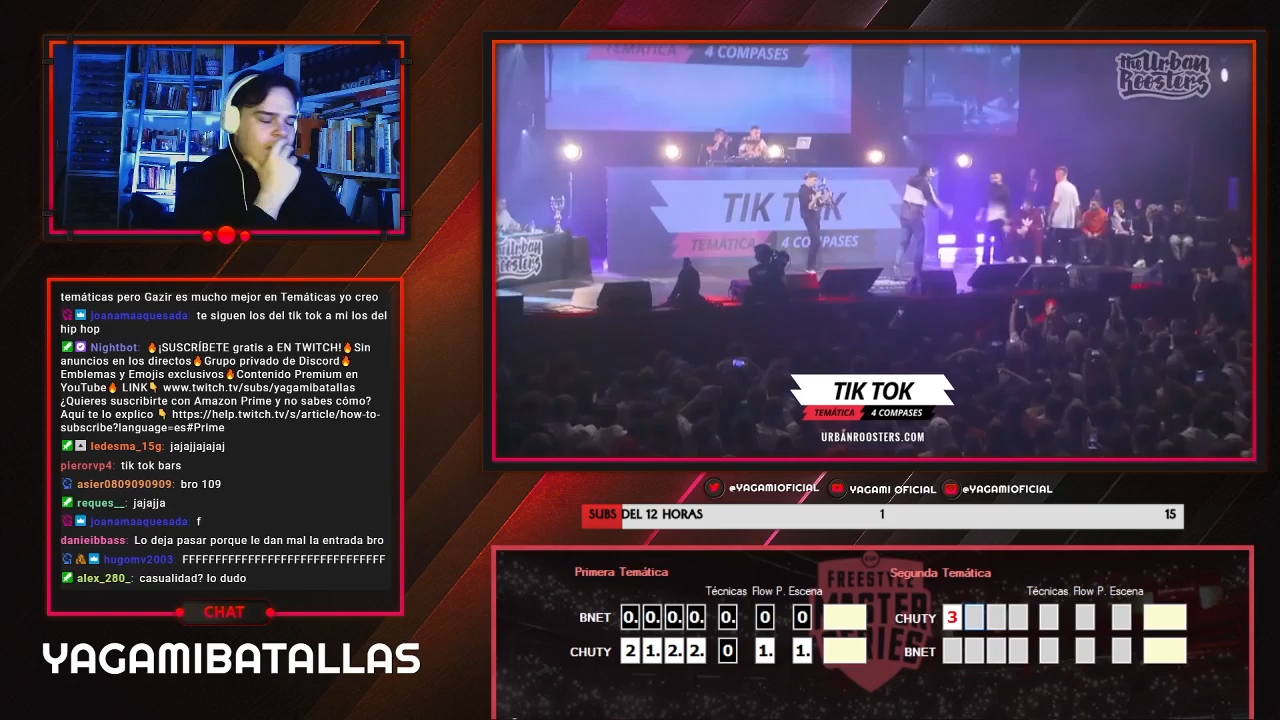 temáticas pero Gazir es mucho mejor en Temáticas yo creo
joanamaaquesada: te siguen los del tik tok a mi los del
hip hop
Nightbot: 🔥¡SUSCRÍBETE gratis a EN TWITCH!🔥Sin
anuncios en los directos🔥Grupo privado de Discord🔥
Emblemas y Emojis exclusivos🔥Contenido Premium en
YouTube🔥 LINK👇 www.twitch.tv/subs/yagamibatallas
¿Quieres suscribirte con Amazon Prime y no sabes cómo?
Aquí te lo explico 👇 https://help.twitch.tv/s/article/how-to-
subscribe?language=es#Prime
ledesma_15g: jajajjajajaj
pierorvp4: tik tok bars
asier0809090909: bro 109
reques__: jajajja
joanamaaquesada: f
danieibbass: Lo deja pasar porque le dan mal la entrada bro
hugomv2003: FFFFFFFFFFFFFFFFFFFFFFFFFFFFFFF
alex_280_: casualidad? lo dudo
CHAT
YAGAMIBATALLAS
TEMÁTICA 4 COMPASES
the Urban
Roosters
TIK TOK
TEMÁTICA 4 COMPASES
the Urban
Roosters
TIK TOK
TEMÁTICA 4 COMPASES
URBANROOSTERS.COM
@YAGAMIOFICIAL YAGAMI OFICIAL @YAGAMIOFICIAL
SUBS DEL 12 HORAS 1 15
Primera Temática
Técnicas Flow P. Escena
BNET 0. 0. 0. 0. 0. 0 0
CHUTY 2 1. 2. 2. 0 1. 1.
Segunda Temática
Técnicas Flow P. Escena
CHUTY 3
BNET
FREESTYLE
MASTER
SERIES